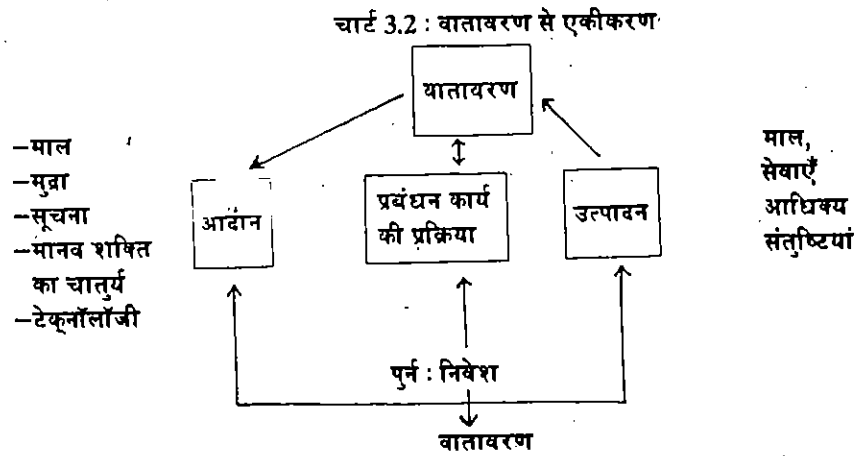 चार्ट 3.2 : वातावरण से एकीकरण
वातावरण
–माल
–मुद्रा
–सूचना
–मानव शक्ति
का चातुर्य
–टेक्नॉलॉजी
आदान
प्रबंधन कार्य
की प्रक्रिया
उत्पादन
माल,
सेवाएँ
आधिक्य
संतुष्टियां
पुर्न : निवेश
वातावरण